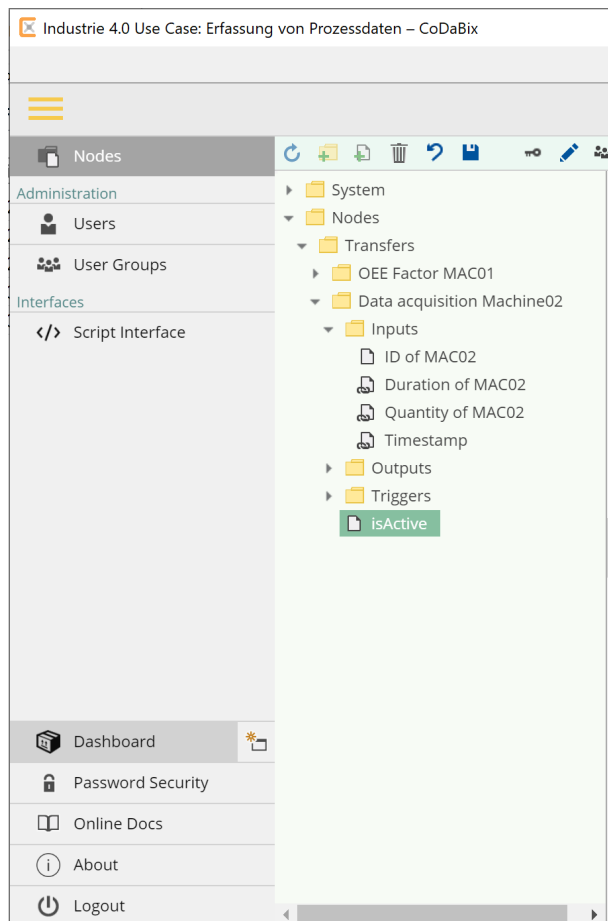 Industrie 4.0 Use Case: Erfassung von Prozessdaten – CoDaBix
Nodes
Administration
Users
User Groups
Interfaces
Script Interface
Dashboard
Password Security
Online Docs
About
Logout
System
Nodes
Transfers
OEE Factor MAC01
Data acquisition Machine02
Inputs
ID of MAC02
Duration of MAC02
Quantity of MAC02
Timestamp
Outputs
Triggers
isActive